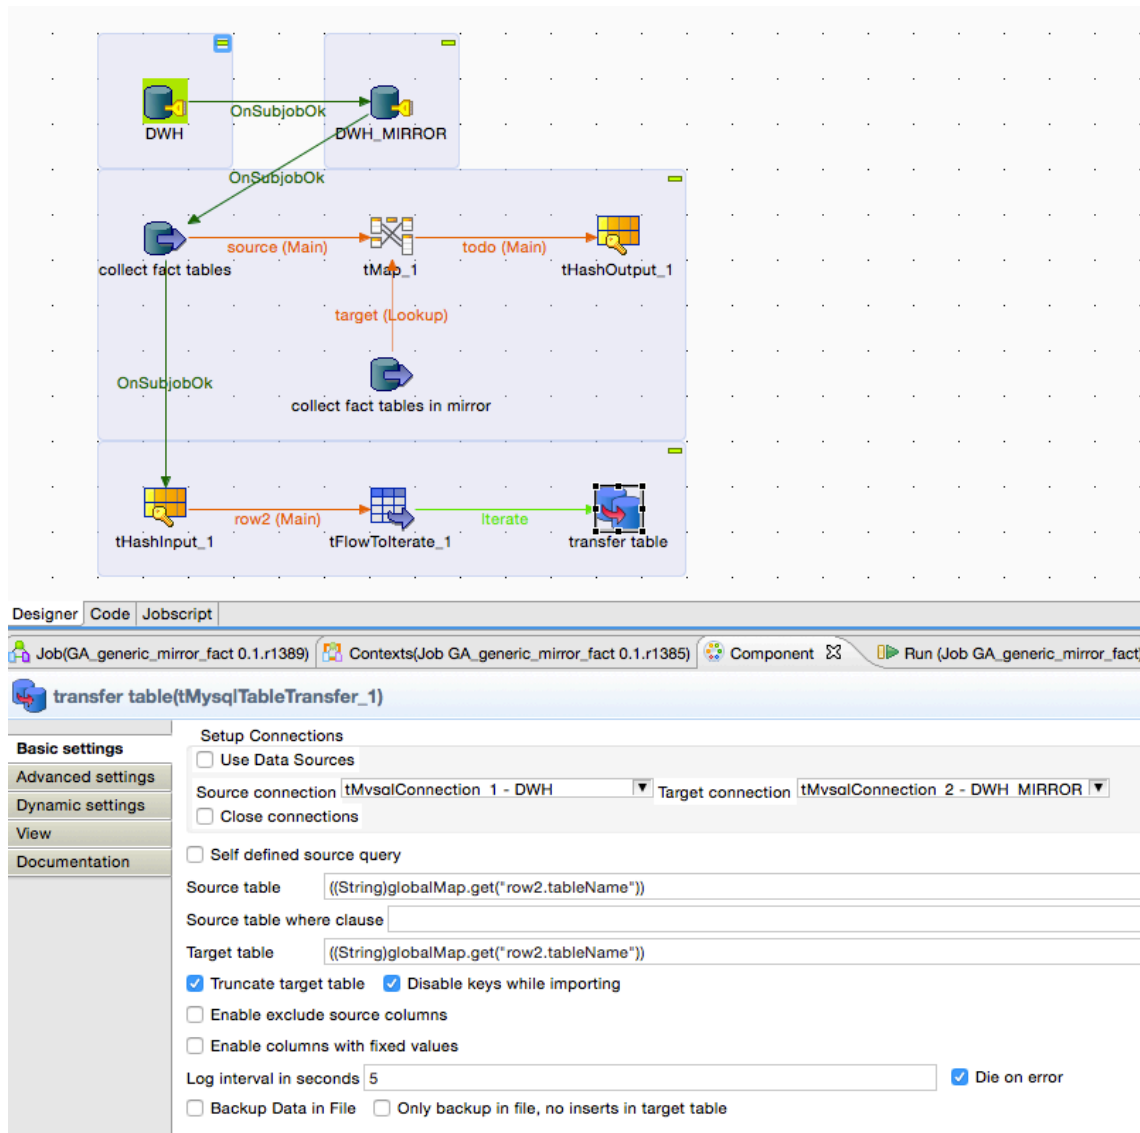 OnSubjobOk
DWH
DWH_MIRROR
OnSubjobOk
source (Main)
todo (Main)
collect fact tables
tMap_1
tHashOutput_1
target (Lookup)
OnSubjobOk
collect fact tables in mirror
row2 (Main)
Iterate
tHashInput_1
tFlowToIterate_1
transfer table
Designer Code Jobscript
Job(GA_generic_mirror_fact 0.1.r1389) Contexts(Job GA_generic_mirror_fact 0.1.r1385) Component Run (Job GA_generic_mirror_fact)
transfer table(tMysqlTableTransfer_1)
Basic settings
Advanced settings
Dynamic settings
View
Documentation
Setup Connections
Use Data Sources
Source connection tMysqlConnection_1 - DWH Target connection tMysqlConnection_2 - DWH_MIRROR
Close connections
Self defined source query
Source table ((String)globalMap.get("row2.tableName"))
Source table where clause
Target table ((String)globalMap.get("row2.tableName"))
Truncate target table Disable keys while importing
Enable exclude source columns
Enable columns with fixed values
Log interval in seconds 5 Die on error
Backup Data in File Only backup in file, no inserts in target table